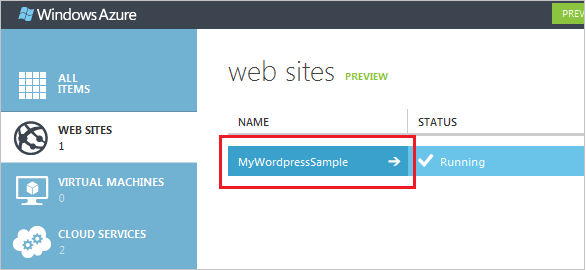 Windows Azure
PREV
ALL
ITEMS
web sites PREVIEW
NAME STATUS
WEB SITES
1
MyWordpressSample Running
VIRTUAL MACHINES
0
CLOUD SERVICES
2